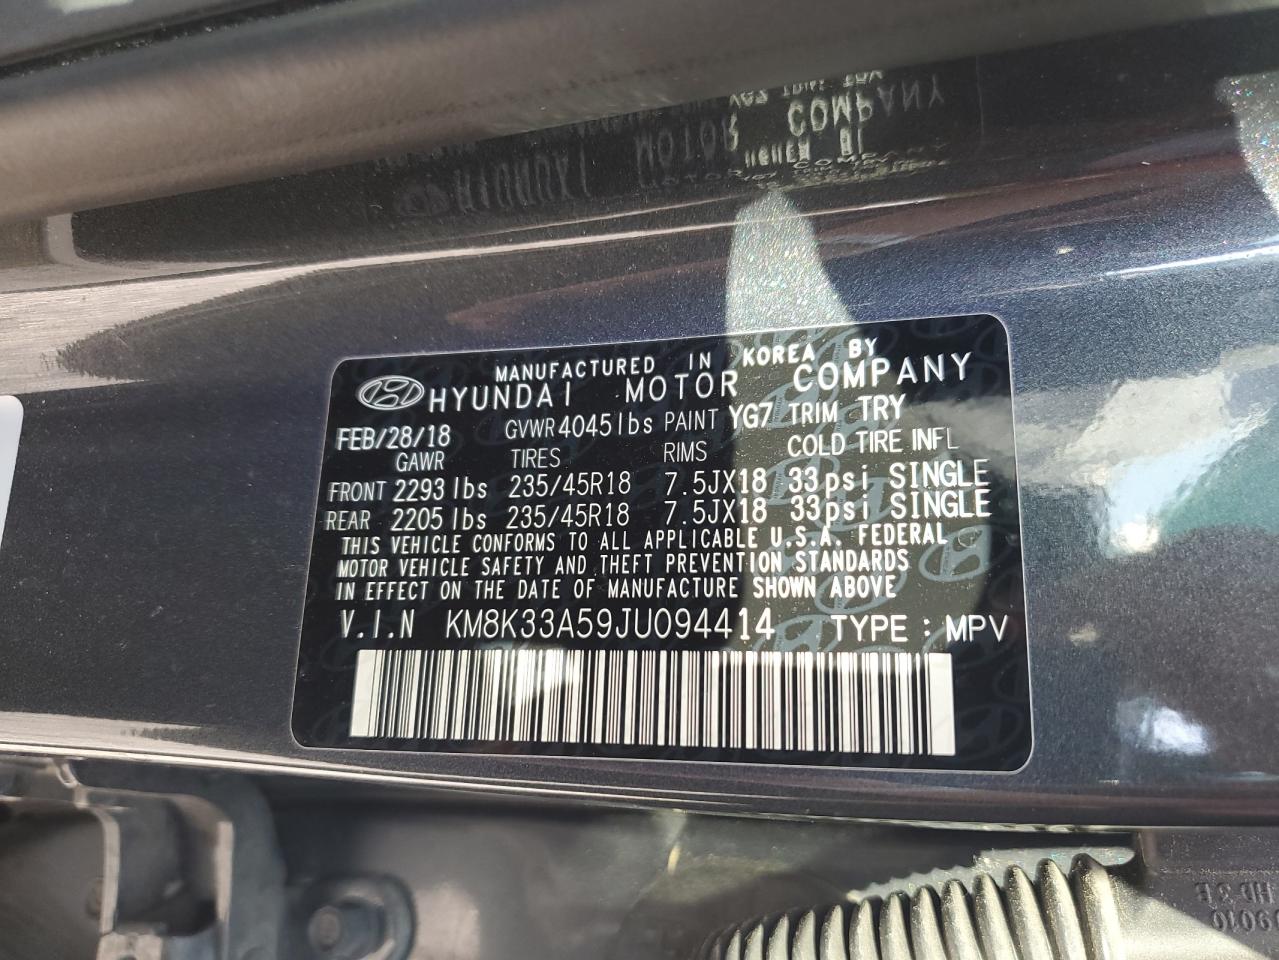 MANUFACTURED IN KOREA BY
HYUNDAI MOTOR COMPANY
FEB/28/18 GVWR 4045lbs PAINT YG7 TRIM TRY
GAWR TIRES RIMS COLD TIRE INFL
FRONT 2293 lbs 235/45R18 7.5JX18 33psi SINGLE
REAR 2205 lbs 235/45R18 7.5JX18 33psi SINGLE
THIS VEHICLE CONFORMS TO ALL APPLICABLE U.S.A. FEDERAL
MOTOR VEHICLE SAFETY AND THEFT PREVENTION STANDARDS
IN EFFECT ON THE DATE OF MANUFACTURE SHOWN ABOVE
V.I.N KM8K33A59JU094414 TYPE : MPV
HD 3 E